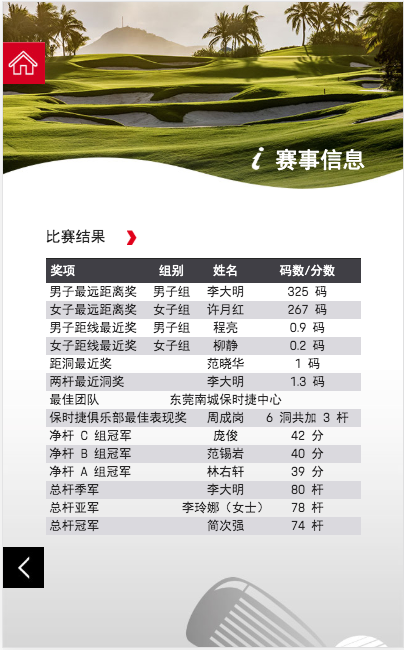 i 赛事信息
比赛结果
奖项 组别 姓名 码数/分数
男子最远距离奖 男子组 李大明 325 码
女子最远距离奖 女子组 许月红 267 码
男子距线最近奖 男子组 程亮 0.9 码
女子距线最近奖 女子组 柳静 0.2 码
距洞最近奖 范晓华 1 码
两杆最近洞奖 李大明 1.3 码
最佳团队 东莞南城保时捷中心
保时捷俱乐部最佳表现奖 周成岗 6 洞共加 3 杆
净杆 C 组冠军 庞俊 42 分
净杆 B 组冠军 范锡岩 40 分
净杆 A 组冠军 林右轩 39 分
总杆季军 李大明 80 杆
总杆亚军 李玲娜（女士） 78 杆
总杆冠军 简次强 74 杆